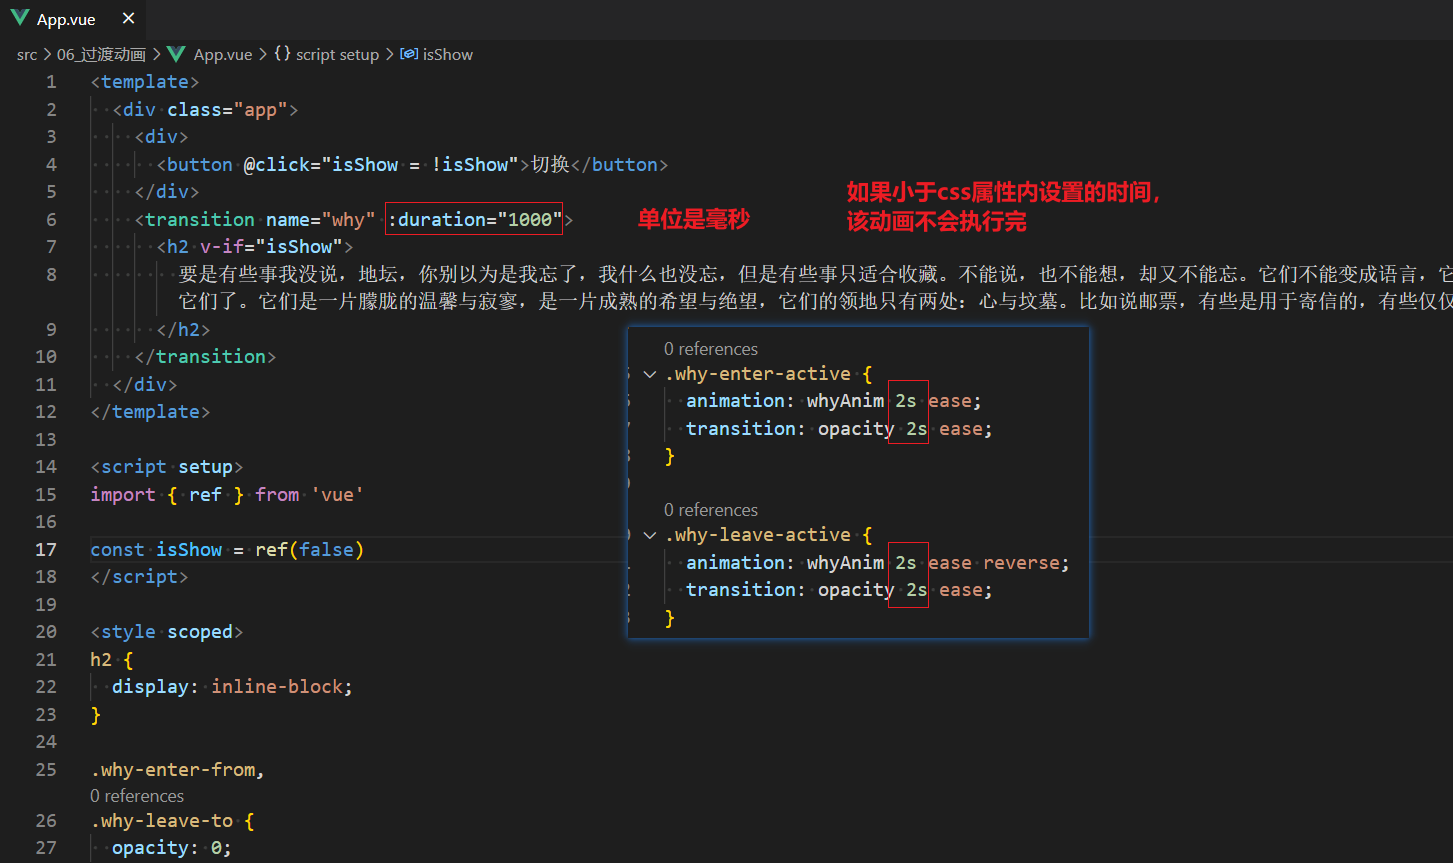 App.vue ×
src > 06_过渡动画 > App.vue > {} script setup > isShow
1 <template>
2 <div class="app">
3 <div>
4 <button @click="isShow = !isShow">切换</button>
5 </div>
6 <transition name="why" :duration="1000">
单位是毫秒
如果小于css属性内设置的时间，
该动画不会执行完
7 <h2 v-if="isShow">
8 要是有些事我没说，地坛，你别以为是我忘了，我什么也没忘，但是有些事只适合收藏。不能说，也不能想，却又不能忘。它们不能变成语言，它
它们了。它们是一片朦胧的温馨与寂寥，是一片成熟的希望与绝望，它们的领地只有两处：心与坟墓。比如说邮票，有些是用于寄信的，有些仅仅
9 </h2>
10 </transition>
11 </div>
12 </template>
13
14 <script setup>
15 import { ref } from 'vue'
16
17 const isShow = ref(false)
18 </script>
19
20 <style scoped>
21 h2 {
22 display: inline-block;
23 }
24
25 .why-enter-from,
0 references
26 .why-leave-to {
27 opacity: 0;
0 references
.why-enter-active {
animation: whyAnim 2s ease;
transition: opacity 2s ease;
}
0 references
.why-leave-active {
animation: whyAnim 2s ease reverse;
transition: opacity 2s ease;
}